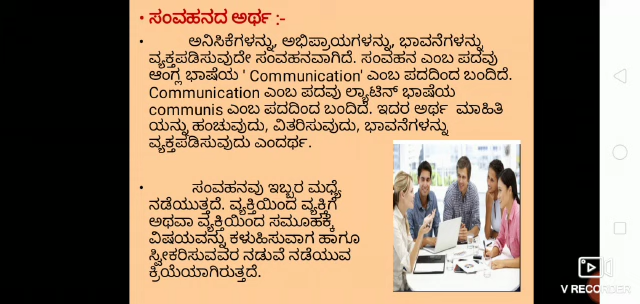 • ಸಂವಹನದ ಅರ್ಥ :-
• ಅನಿಸಿಕೆಗಳನ್ನು, ಅಭಿಪ್ರಾಯಗಳನ್ನು, ಭಾವನೆಗಳನ್ನು
ವ್ಯಕ್ತಪಡಿಸುವುದೇ ಸಂವಹನವಾಗಿದೆ. ಸಂವಹನ ಎಂಬ ಪದವು
ಆಂಗ್ಲ ಭಾಷೆಯ ' Communication' ಎಂಬ ಪದದಿಂದ ಬಂದಿದೆ.
Communication ಎಂಬ ಪದವು ಲ್ಯಾಟಿನ್ ಭಾಷೆಯ
communis ಎಂಬ ಪದದಿಂದ ಬಂದಿದೆ. ಇದರ ಅರ್ಥ ಮಾಹಿತಿ
ಯನ್ನು ಹಂಚುವುದು, ವಿತರಿಸುವುದು, ಭಾವನೆಗಳನ್ನು
ವ್ಯಕ್ತಪಡಿಸುವುದು ಎಂದರ್ಥ.
• ಸಂವಹನವು ಇಬ್ಬರ ಮಧ್ಯೆ
ನಡೆಯುತ್ತದೆ. ವ್ಯಕ್ತಿಯಿಂದ ವ್ಯಕ್ತಿಗೆ
ಅಥವಾ ವ್ಯಕ್ತಿಯಿಂದ ಸಮೂಹಕ್ಕೆ
ವಿಷಯವನ್ನು ಕಳುಹಿಸುವಾಗ ಹಾಗೂ
ಸ್ವೀಕರಿಸುವವರ ನಡುವೆ ನಡೆಯುವ
ಕ್ರಿಯೆಯಾಗಿರುತ್ತದೆ.
V RECORDER